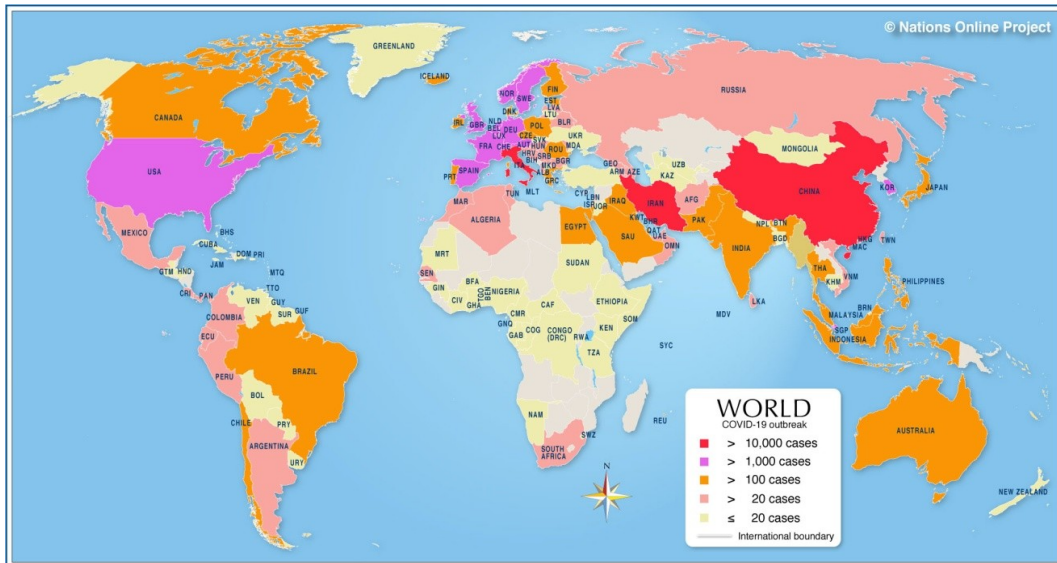 © Nations Online Project
GREENLAND
ICELAND
CANADA
USA
MEXICO
BHS
CUBA
DOM
PRI
JAM
GTM
HND
MTQ
TTO
CRI
PAN
VEN
GUY
GUF
SUR
COLOMBIA
ECU
PERU
BRAZIL
BOL
PRY
CHILE
ARGENTINA
URY
NOR
SWE
FIN
EST
LVA
LTU
DNK
IRL
GBR
NLD
BEL
LUX
DEU
POL
BLR
CZE
SVK
UKR
MDA
FRA
CHE
AUT
HUN
ROU
HRV
BIH
SRB
BGR
ITA
MKD
ALB
GRC
PRT
SPAIN
MLT
TUN
MAR
ALGERIA
EGYPT
MRT
SEN
GIN
BFA
CIV
GHA
TGO
BEN
NIGERIA
CMR
GNQ
GAB
COG
CAF
CONGO
(DRC)
SUDAN
ETHIOPIA
SOM
KEN
RWA
TZA
SYC
NAM
SOUTH
AFRICA
SWZ
REU
RUSSIA
GEO
ARM
AZE
UZB
KAZ
MONGOLIA
CHINA
KOR
JAPAN
CYP
LBN
ISR
JOR
IRAQ
IRAN
AFG
KWT
BHR
QAT
UAE
SAU
OMN
PAK
NPL
BTN
INDIA
BGD
LKA
MDV
HKG
MAC
TWN
THA
KHM
VNM
PHILIPPINES
BRN
MALAYSIA
SGP
INDONESIA
AUSTRALIA
NEW ZEALAND
N
WORLD
COVID-19 outbreak
> 10,000 cases
> 1,000 cases
> 100 cases
> 20 cases
≤ 20 cases
International boundary